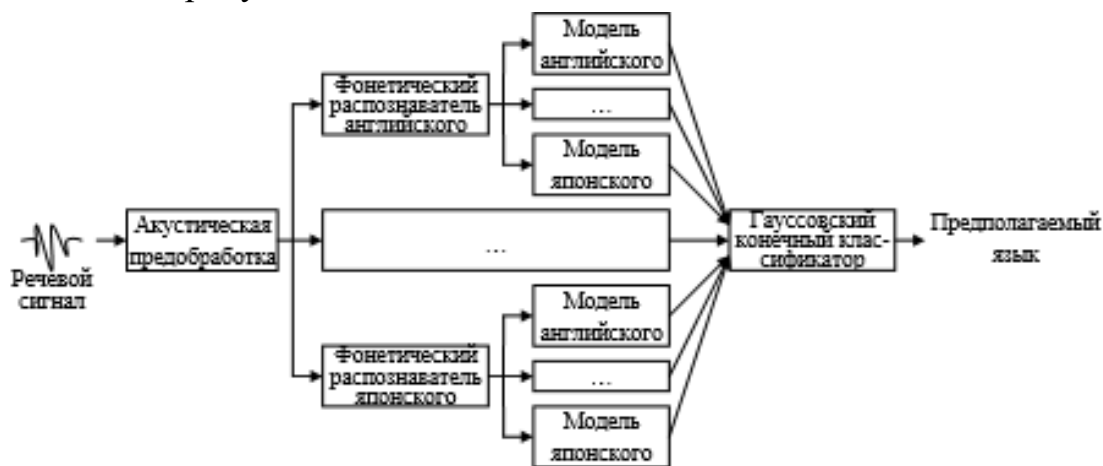 Модель
английского
Фонетический
распознаватель
английского
…
Модель
японского
Речевой
сигнал
Акустическая
предобработка
…
Гауссовский
конечный клас-
сификатор
Предполагаемый
язык
Модель
английского
Фонетический
распознаватель
японского
…
Модель
японского